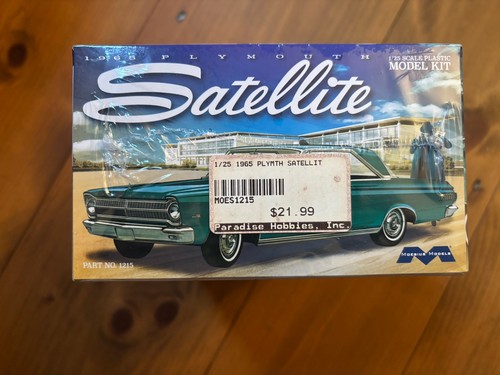 1965 PLYMOUTH
Satellite
1/25 SCALE PLASTIC
MODEL KIT
1/25 1965 PLYMTH SATELLIT
MOES1215
$21.99
Paradise Hobbies, Inc.
PART NO. 1215
M
MOEBIUS MODELS